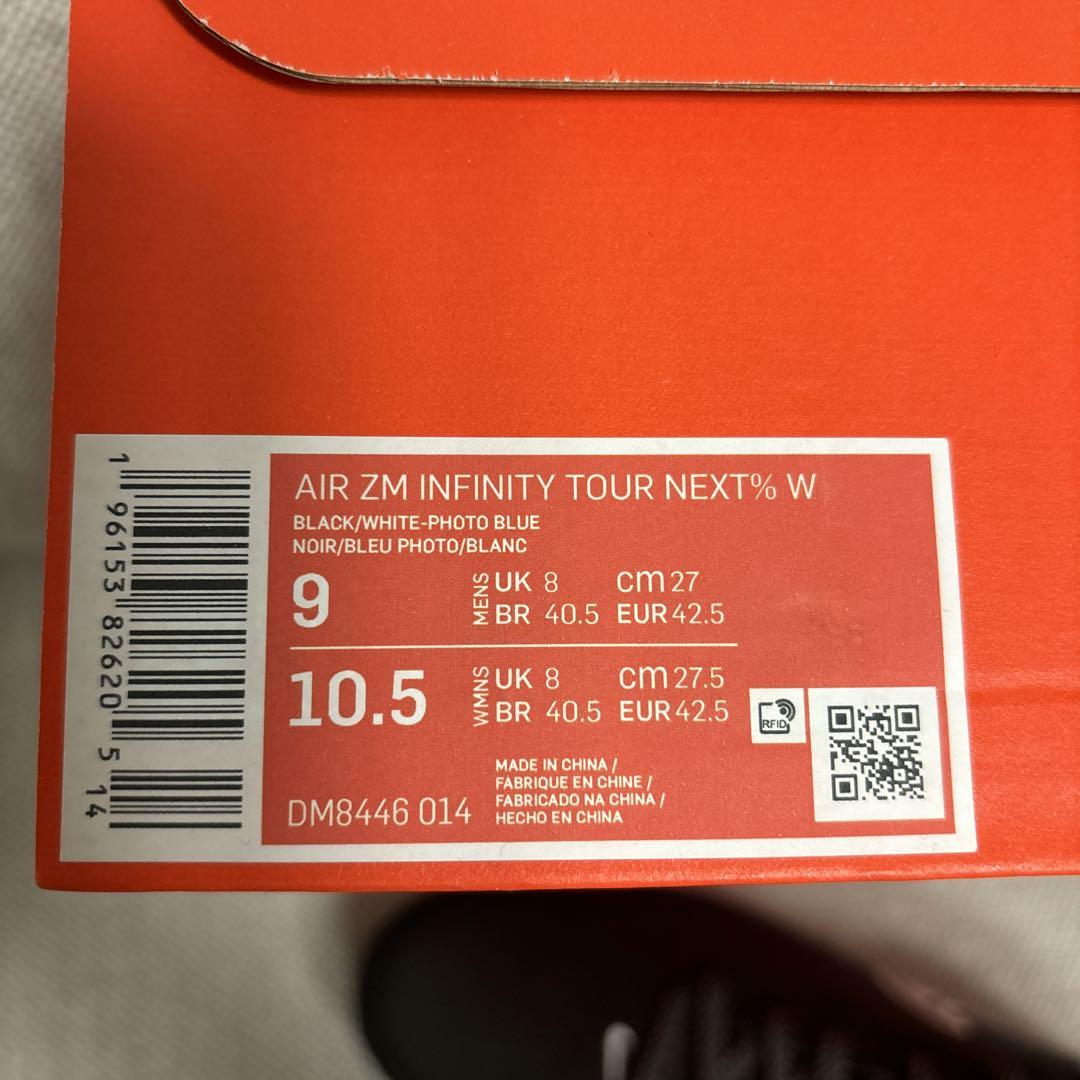 AIR ZM INFINITY TOUR NEXT% W
BLACK/WHITE-PHOTO BLUE
NOIR/BLEU PHOTO/BLANC
9 MENS UK 8 cm 27
BR 40.5 EUR 42.5
10.5 WMNS UK 8 cm 27.5
BR 40.5 EUR 42.5
RFID
MADE IN CHINA /
FABRIQUE EN CHINE /
FABRICADO NA CHINA /
HECHO EN CHINA
DM8446 014
1 96153 82620 5 14